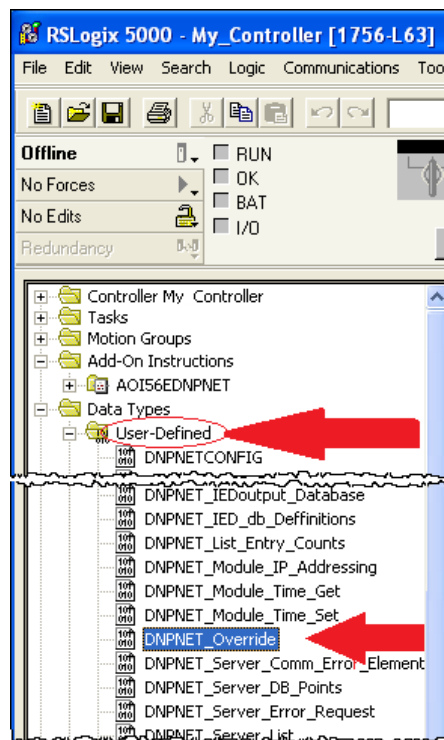 RSLogix 5000 - My_Controller [1756-L63]
File Edit View Search Logic Communications Too
Offline
RUN
No Forces
OK
BAT
No Edits
I/O
Redundancy
Controller My Controller
Tasks
Motion Groups
Add-On Instructions
AOI56EDNPNET
Data Types
User-Defined
DNPNETCONFIG
DNPNET_IEDoutput_Database
DNPNET_IED_db_Deffinitions
DNPNET_List_Entry_Counts
DNPNET_Module_IP_Addressing
DNPNET_Module_Time_Get
DNPNET_Module_Time_Set
DNPNET_Override
DNPNET_Server_Comm_Error_Element
DNPNET_Server_DB_Points
DNPNET_Server_Error_Request
DNPNET_Server_List